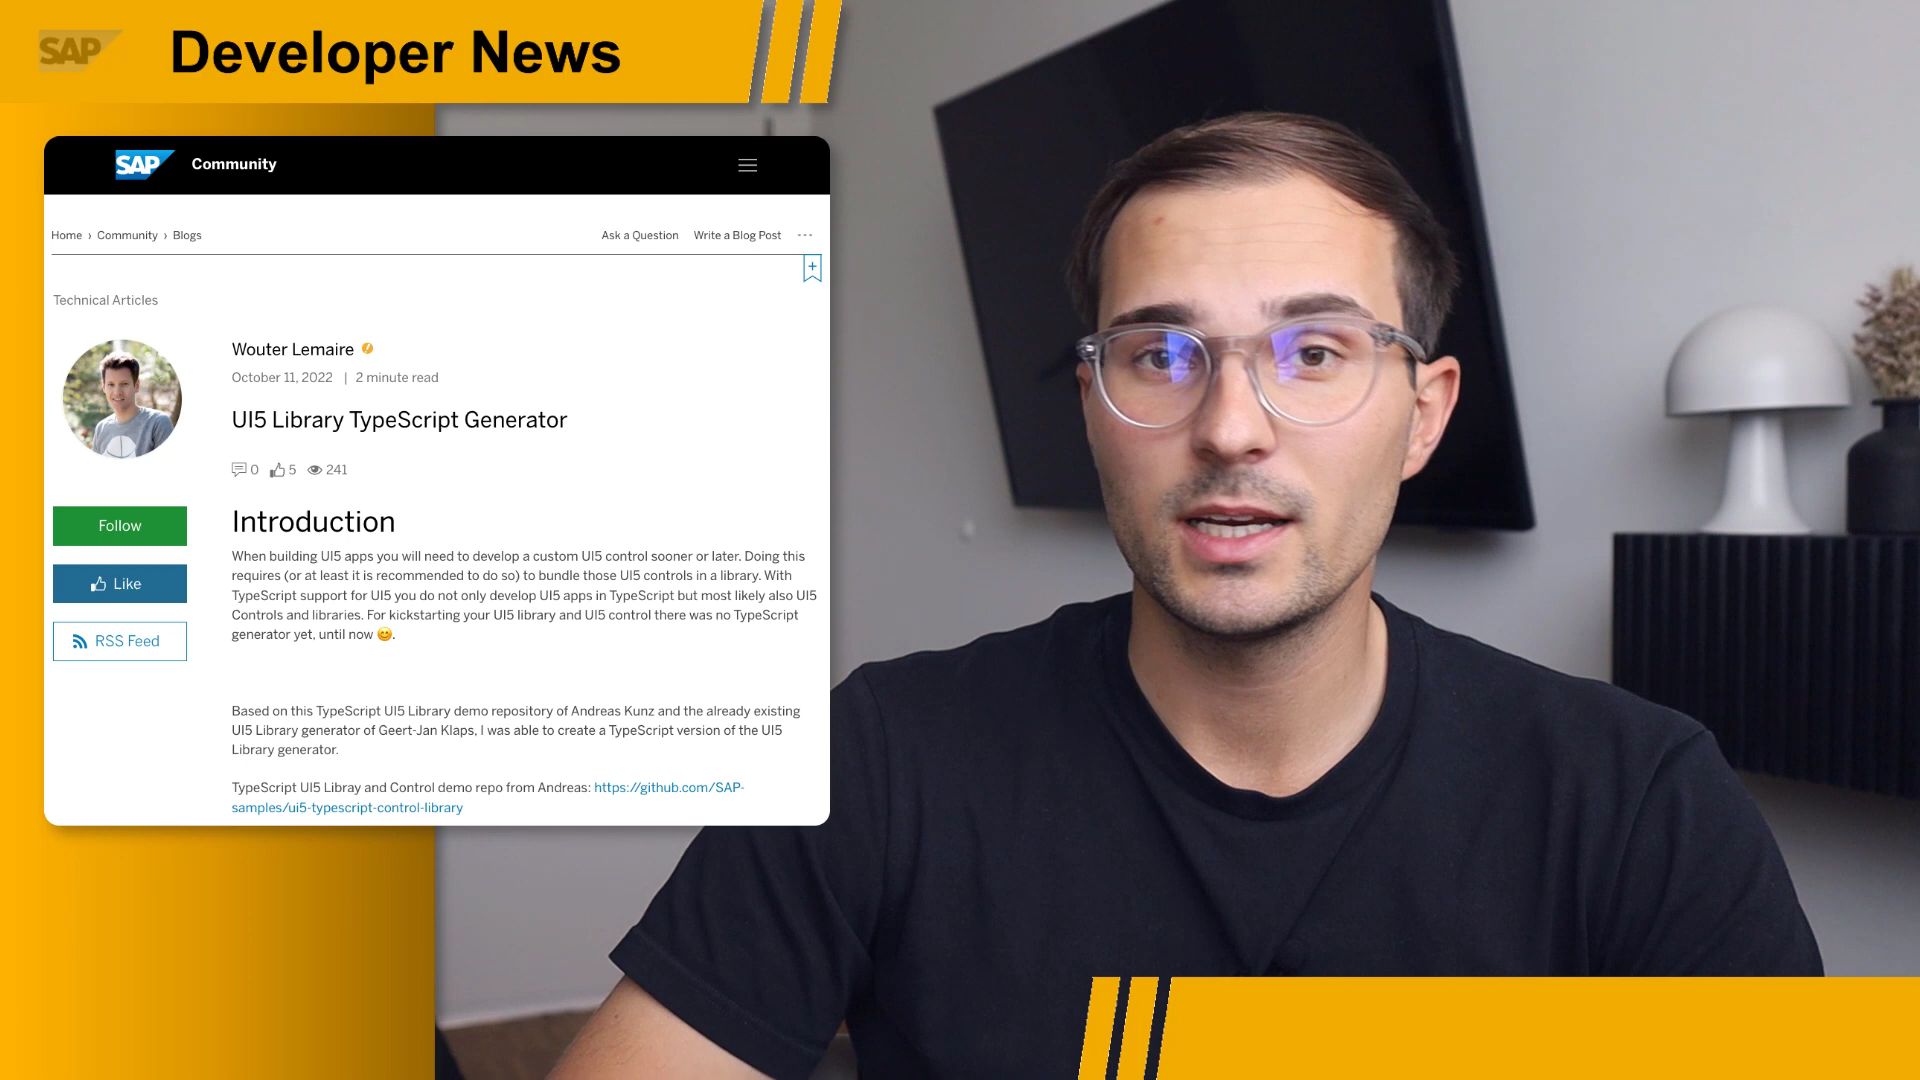 SAP Developer News
SAP Community
Home › Community › Blogs
Ask a Question Write a Blog Post ...
Technical Articles
Wouter Lemaire
October 11, 2022 | 2 minute read
UI5 Library TypeScript Generator
0 5 241
Follow
Like
RSS Feed
Introduction
When building UI5 apps you will need to develop a custom UI5 control sooner or later. Doing this
requires (or at least it is recommended to do so) to bundle those UI5 controls in a library. With
TypeScript support for UI5 you do not only develop UI5 apps in TypeScript but most likely also UI5
Controls and libraries. For kickstarting your UI5 library and UI5 control there was no TypeScript
generator yet, until now 😊.
Based on this TypeScript UI5 Library demo repository of Andreas Kunz and the already existing
UI5 Library generator of Geert-Jan Klaps, I was able to create a TypeScript version of the UI5
Library generator.
TypeScript UI5 Libray and Control demo repo from Andreas: https://github.com/SAP-
samples/ui5-typescript-control-library